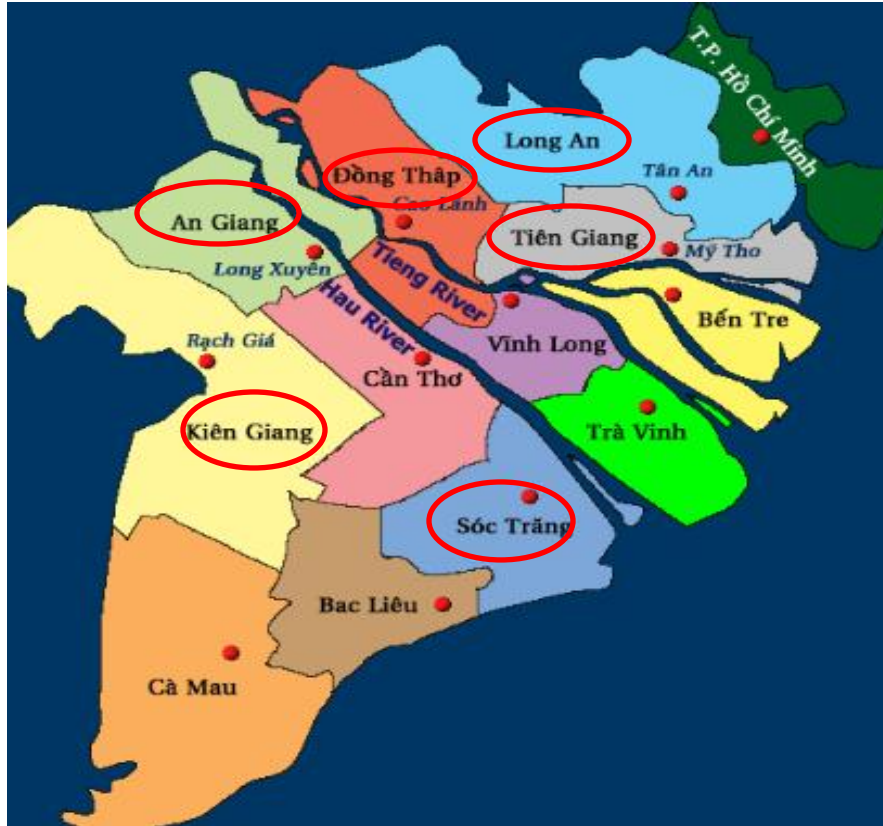 T.P. Hồ Chí Minh
Long An
Đồng Thâp
Tân An
Cao Lãnh
An Giang
Tiên Giang
Mỹ Tho
Long Xuyên
Tieng River
Hau River
Bến Tre
Vĩnh Long
Rạch Giá
Cần Thơ
Kiên Giang
Trà Vinh
Sóc Trăng
Bac Liêu
Cà Mau